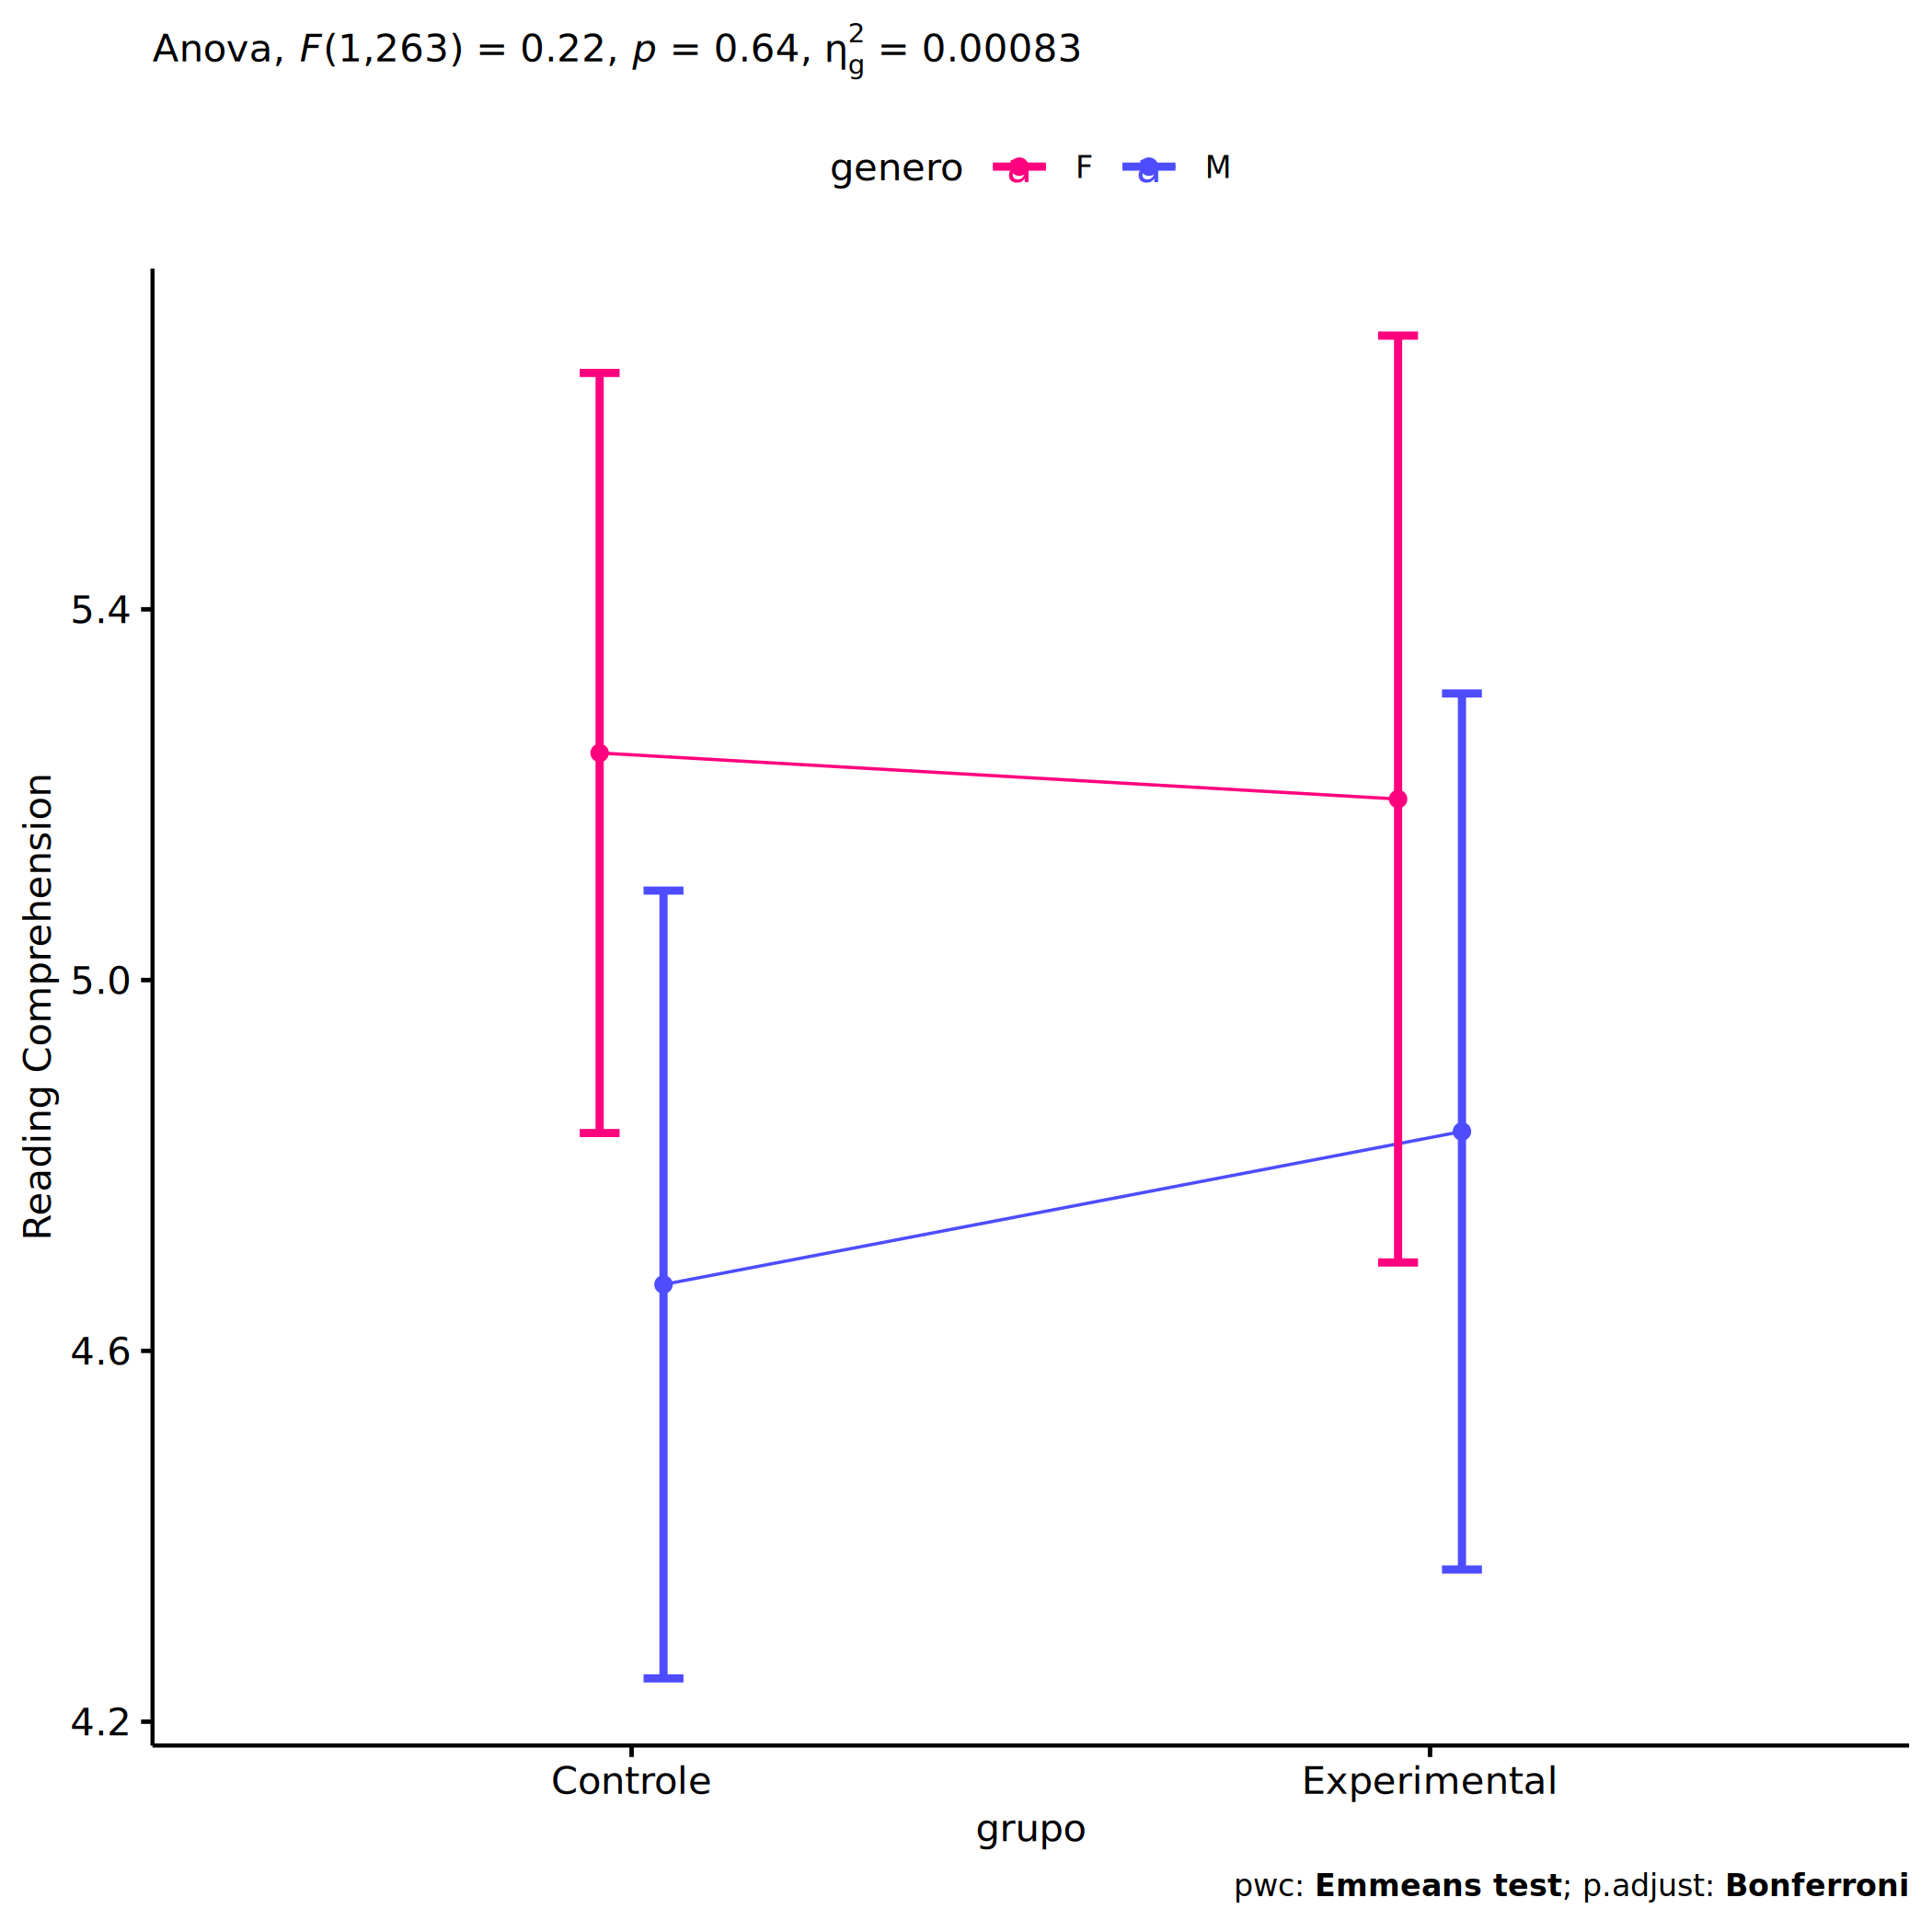 Anova, F(1,263) = 0.22, p = 0.64, η²g = 0.00083
genero a F a M
5.4
5.0
4.6
4.2
Reading Comprehension
Controle Experimental
grupo
pwc: Emmeans test; p.adjust: Bonferroni